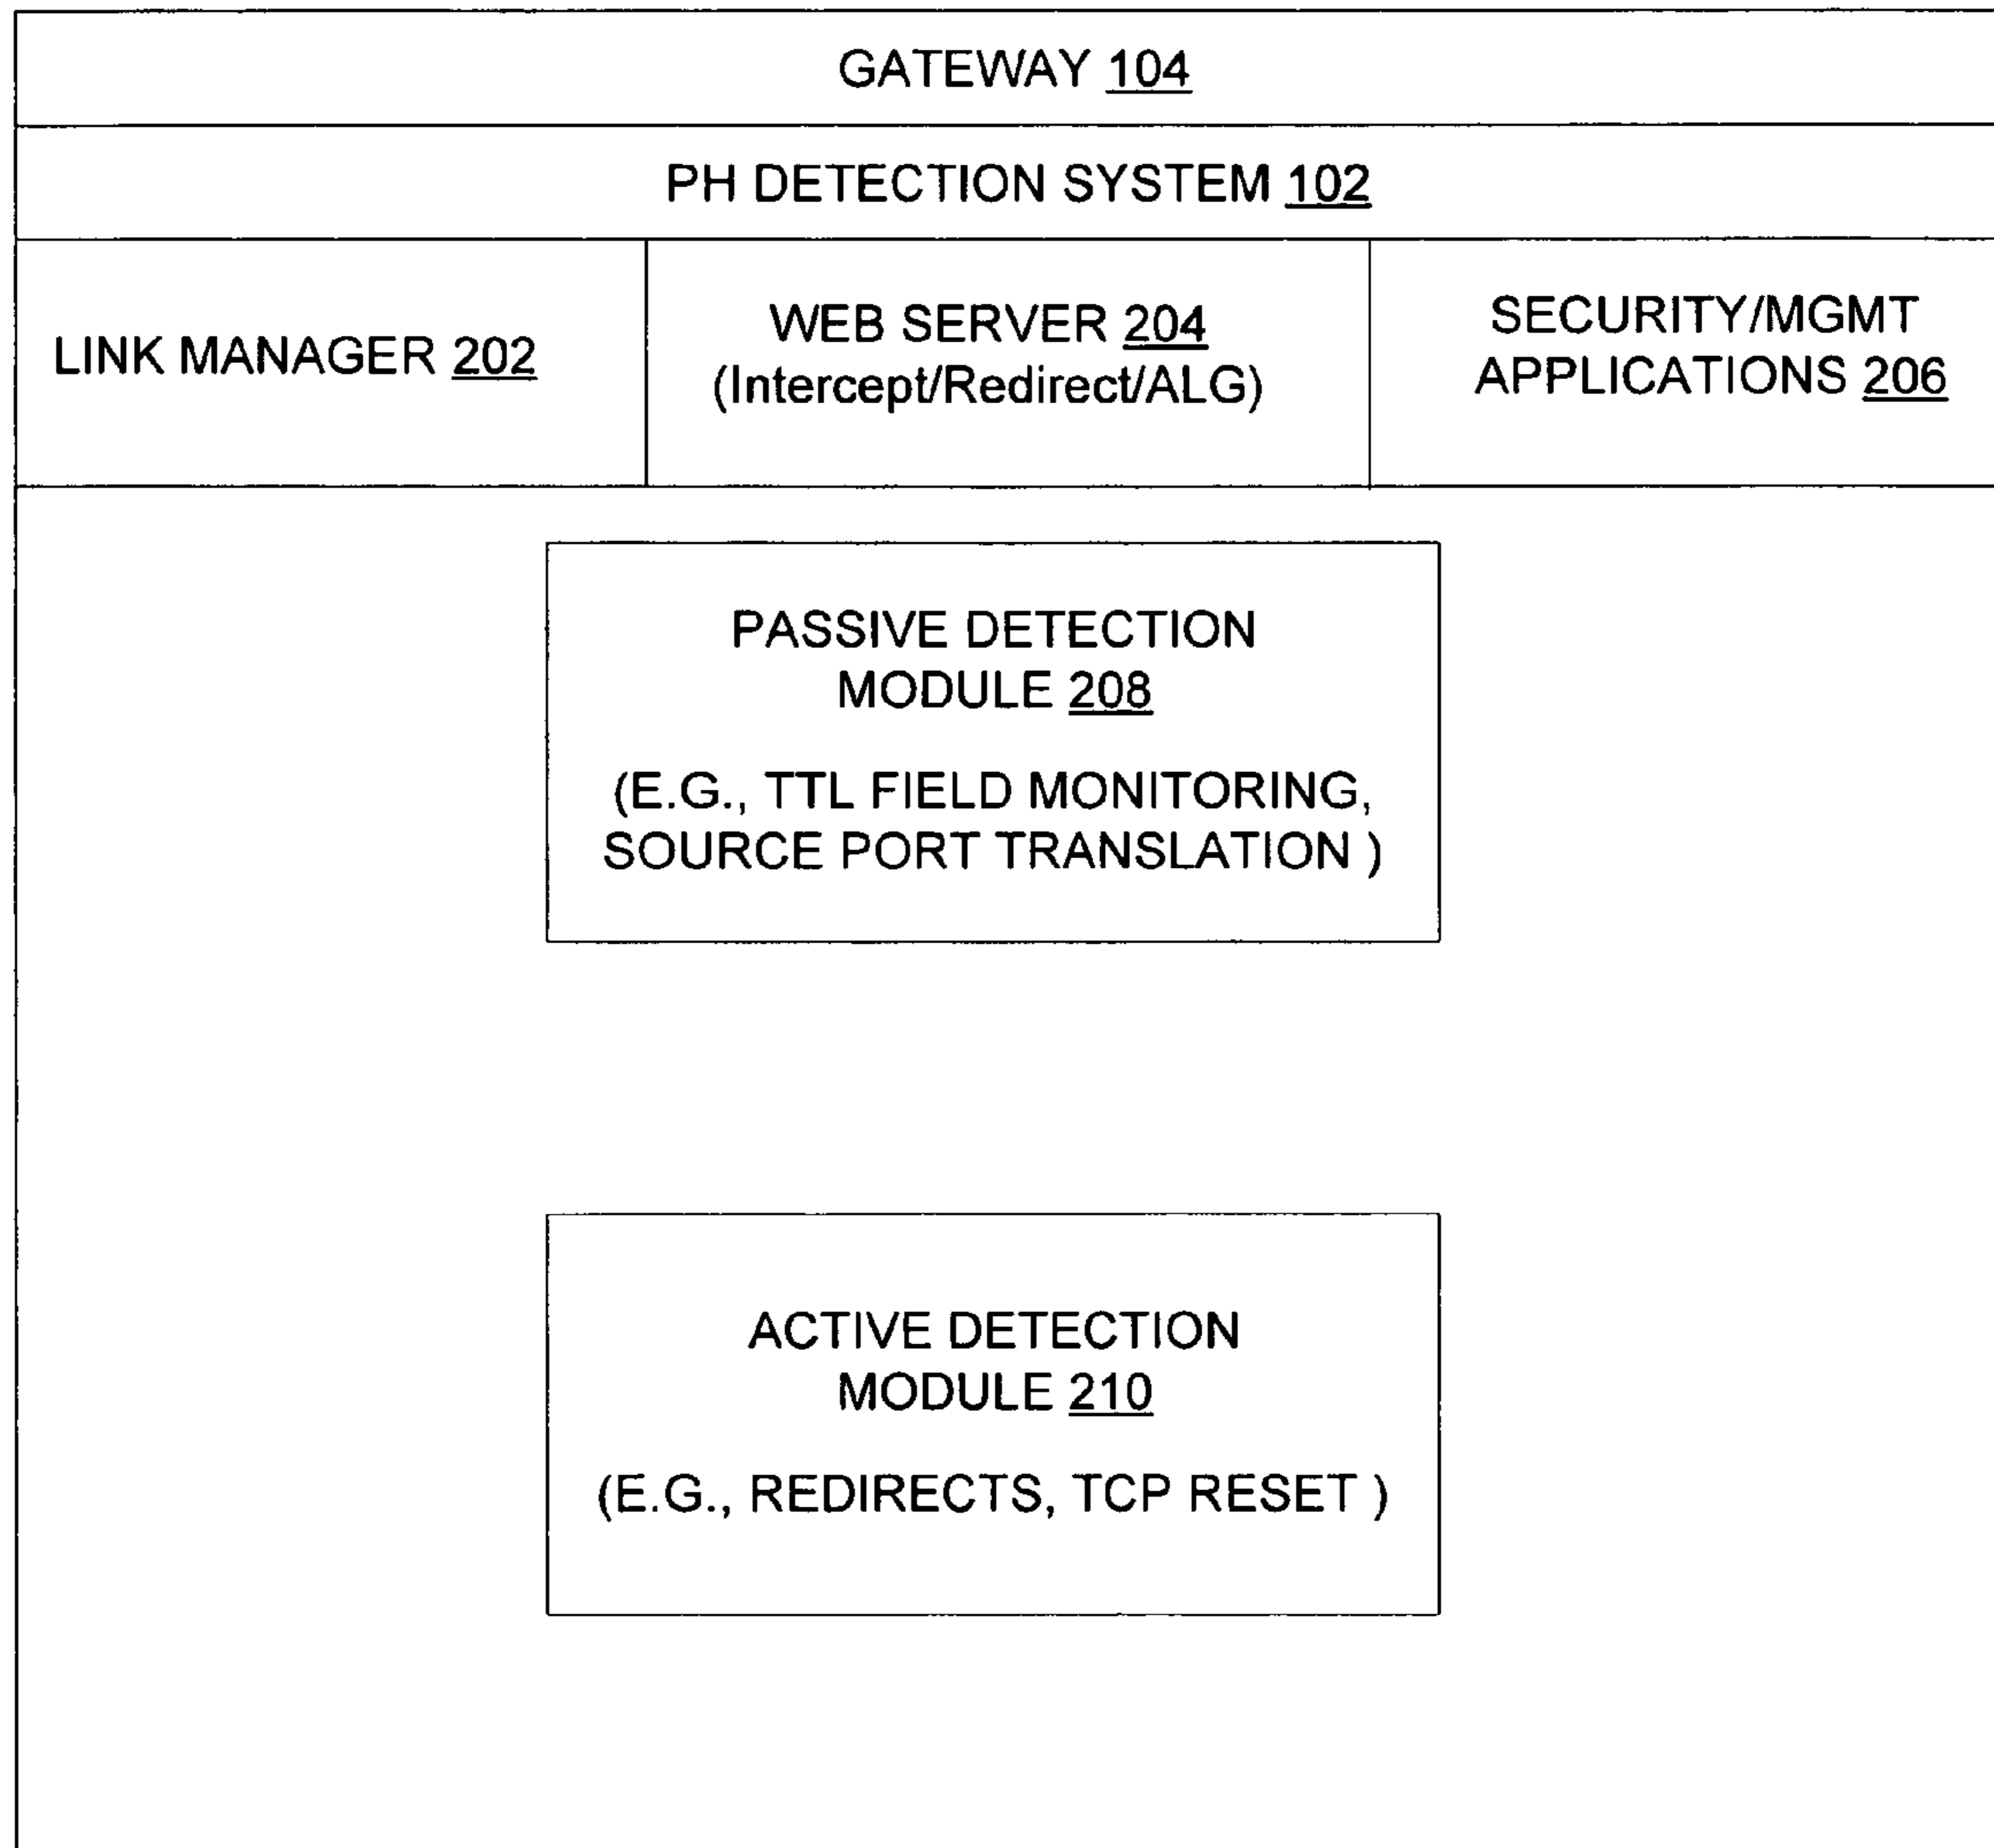 GATEWAY 104
PH DETECTION SYSTEM 102
LINK MANAGER 202
WEB SERVER 204
(Intercept/Redirect/ALG)
SECURITY/MGMT
APPLICATIONS 206
PASSIVE DETECTION
MODULE 208
(E.G., TTL FIELD MONITORING,
SOURCE PORT TRANSLATION )
ACTIVE DETECTION
MODULE 210
(E.G., REDIRECTS, TCP RESET )